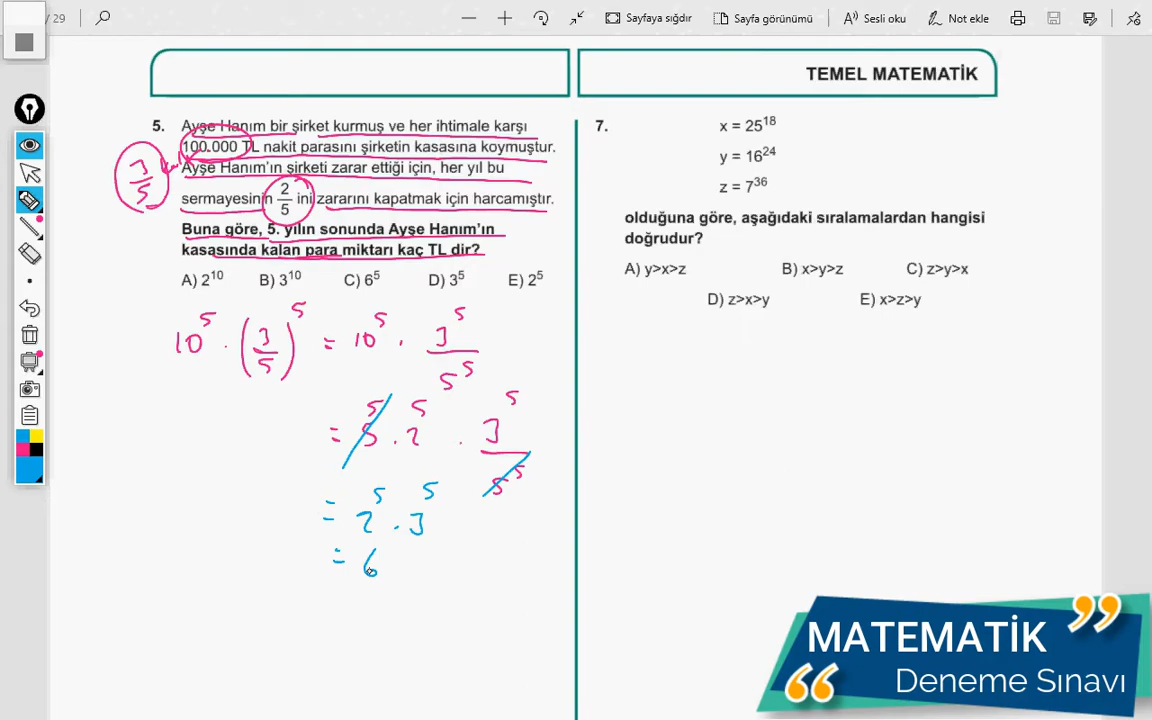 / 29
Sayfaya sığdır
Sayfa görünümü
Sesli oku
Not ekle
TEMEL MATEMATİK
5. Ayşe Hanım bir şirket kurmuş ve her ihtimale karşı
100.000 TL nakit parasını şirketin kasasına koymuştur.
Ayşe Hanım'ın şirketi zarar ettiği için, her yıl bu
sermayesinin 2/5 ini zararını kapatmak için harcamıştır.
Buna göre, 5. yılın sonunda Ayşe Hanım'ın
kasasında kalan para miktarı kaç TL dir?
A) 2^10 B) 3^10 C) 6^5 D) 3^5 E) 2^5
3/5
10^5 . (3/5)^5 = 10^5 . 3^5/5^5
= 5^5 . 2^5 . 3^5/5^5
= 2^5 . 3^5
= 6
7. x = 25^18
y = 16^24
z = 7^36
olduğuna göre, aşağıdaki sıralamalardan hangisi
doğrudur?
A) y>x>z B) x>y>z C) z>y>x
D) z>x>y E) x>z>y
MATEMATİK
Deneme Sınavı